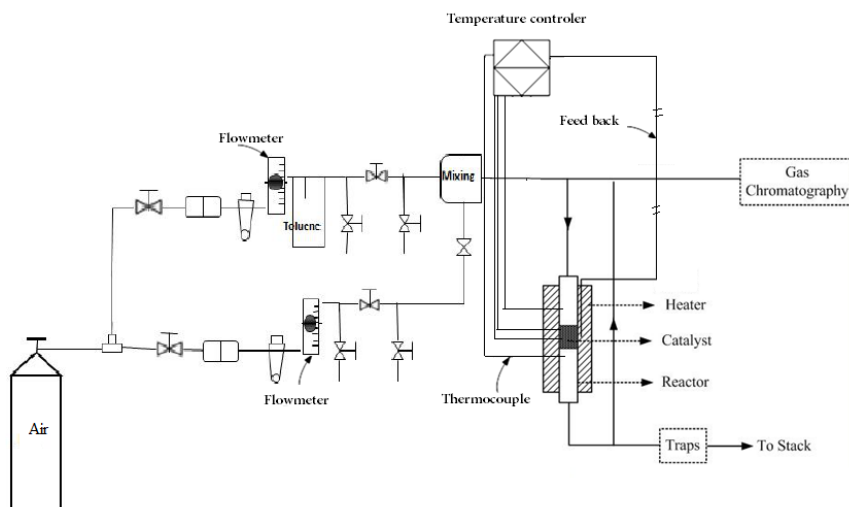 Temperature controler
Flowmeter
Feed back
Mixing
Gas
Chromatography
Toluene
Heater
Catalyst
Flowmeter
Thermocouple
Reactor
Air
Traps
To Stack